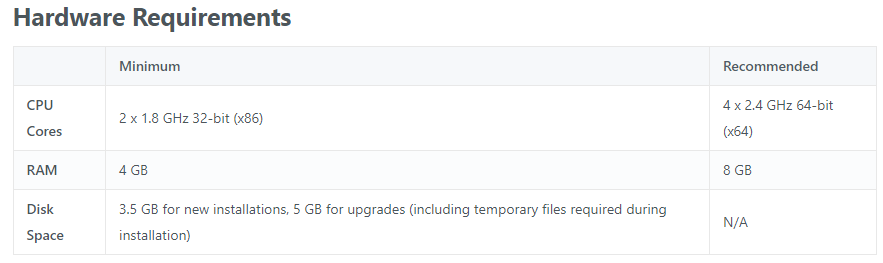 Hardware Requirements
Minimum
Recommended
CPU
Cores
2 x 1.8 GHz 32-bit (x86)
4 x 2.4 GHz 64-bit
(x64)
RAM
4 GB
8 GB
Disk
Space
3.5 GB for new installations, 5 GB for upgrades (including temporary files required during
installation)
N/A